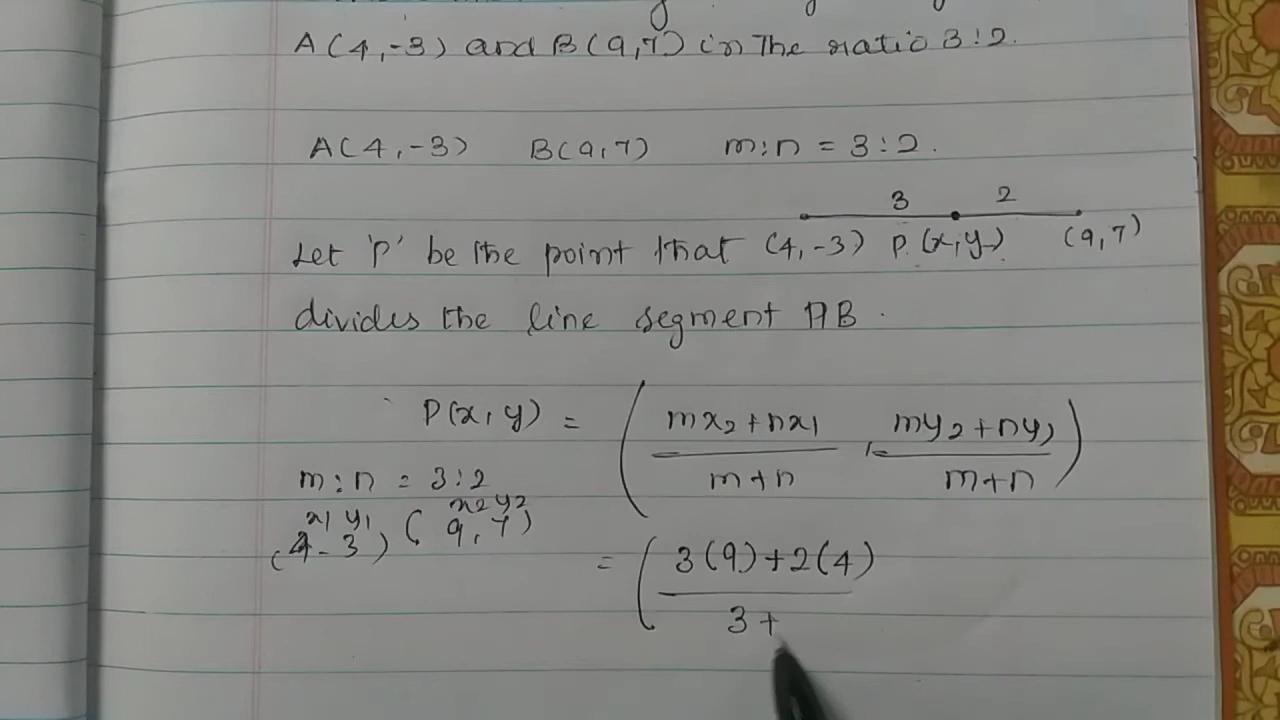 A(4,-3) and B(9,7) in The ratio 3:2.
A(4,-3) B(9,7) m:n = 3:2.
3 2
Let 'P' be the point that (4,-3) P.(x,y) (9,7)
divides the line segment AB.
P(x,y) = (mx2+nx1/m+n, my2+ny1/m+n)
m:n = 3:2
x1 y1 x2 y2
(4-3) (9,7)
= (3(9)+2(4)/3+